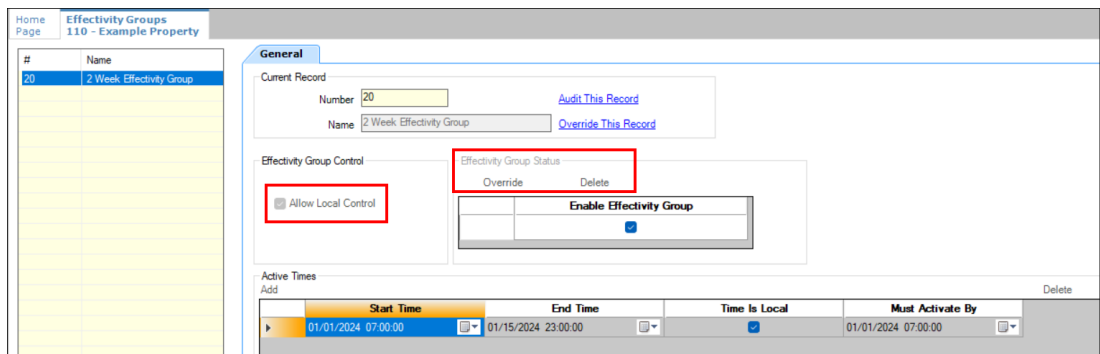 Home Page
Effectivity Groups
110 - Example Property
# Name
20 2 Week Effectivity Group
General
Current Record
Number 20 Audit This Record
Name 2 Week Effectivity Group Override This Record
Effectivity Group Control
Allow Local Control
Effectivity Group Status
Override Delete
Enable Effectivity Group
Active Times
Add Delete
Start Time End Time Time Is Local Must Activate By
01/01/2024 07:00:00 01/15/2024 23:00:00 01/01/2024 07:00:00